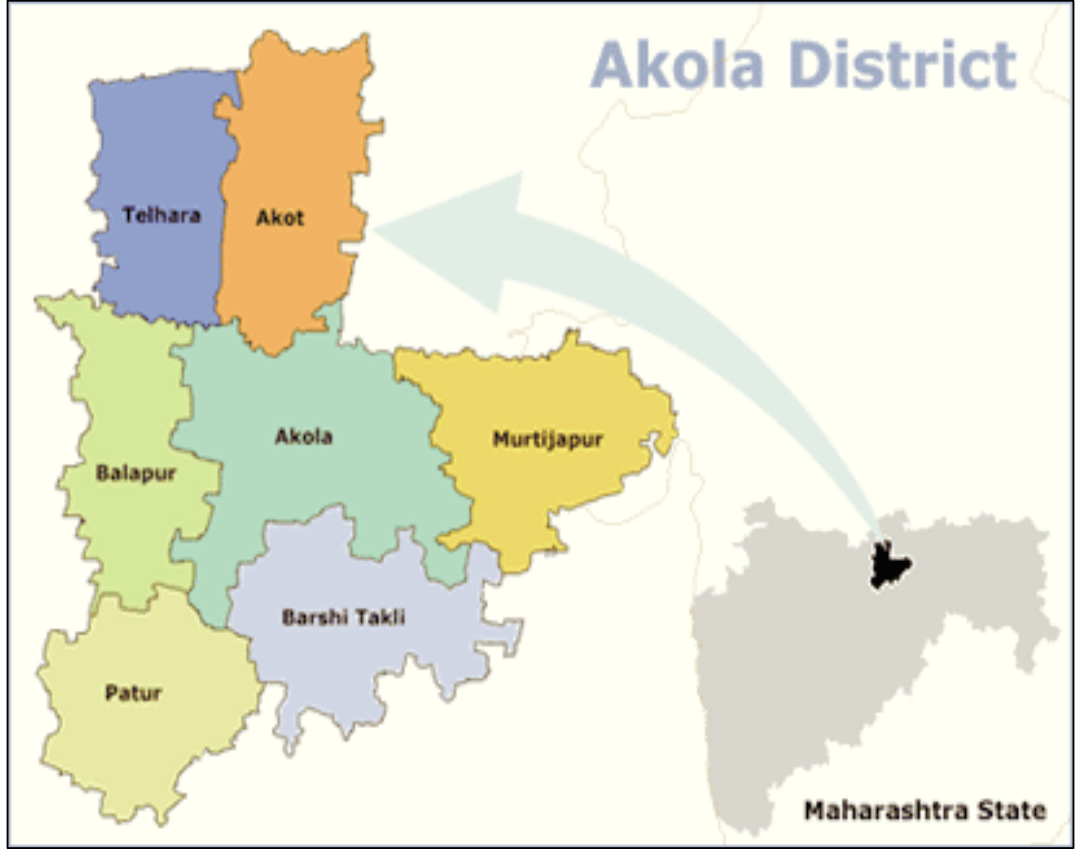 Akola District
Telhara
Akot
Akola
Murtijapur
Balapur
Barshi Takli
Patur
Maharashtra State